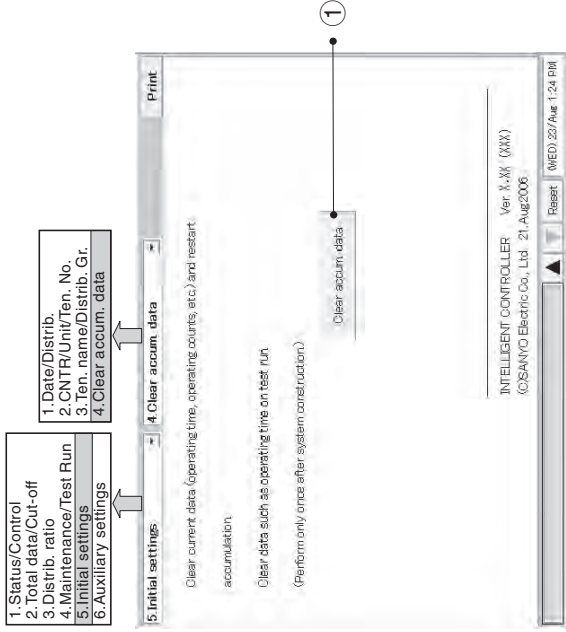 1.Status/Control
2.Total data/Cut-off
3.Distrib. ratio
4.Maintenance/Test Run
5.Initial settings
6.Auxiliary settings
1.Date/Distrib.
2.CNTR/Unit/Ten. No.
3.Ten. name/Distrib. Gr.
4.Clear accum. data
5.Initial settings
4.Clear accum. data
Print
Clear current data (operating time, operating counts, etc.) and restart
accumulation.
Clear data such as operating time on test run.
(Perform only once after system construction.)
Clear accum. data
1
INTELLIGENT CONTROLLER Ver. X.XX (XXX)
(C)SANYO Electric Co., Ltd. 21.Aug2006
Reset
(WED) 23/Aug 1:24 PM